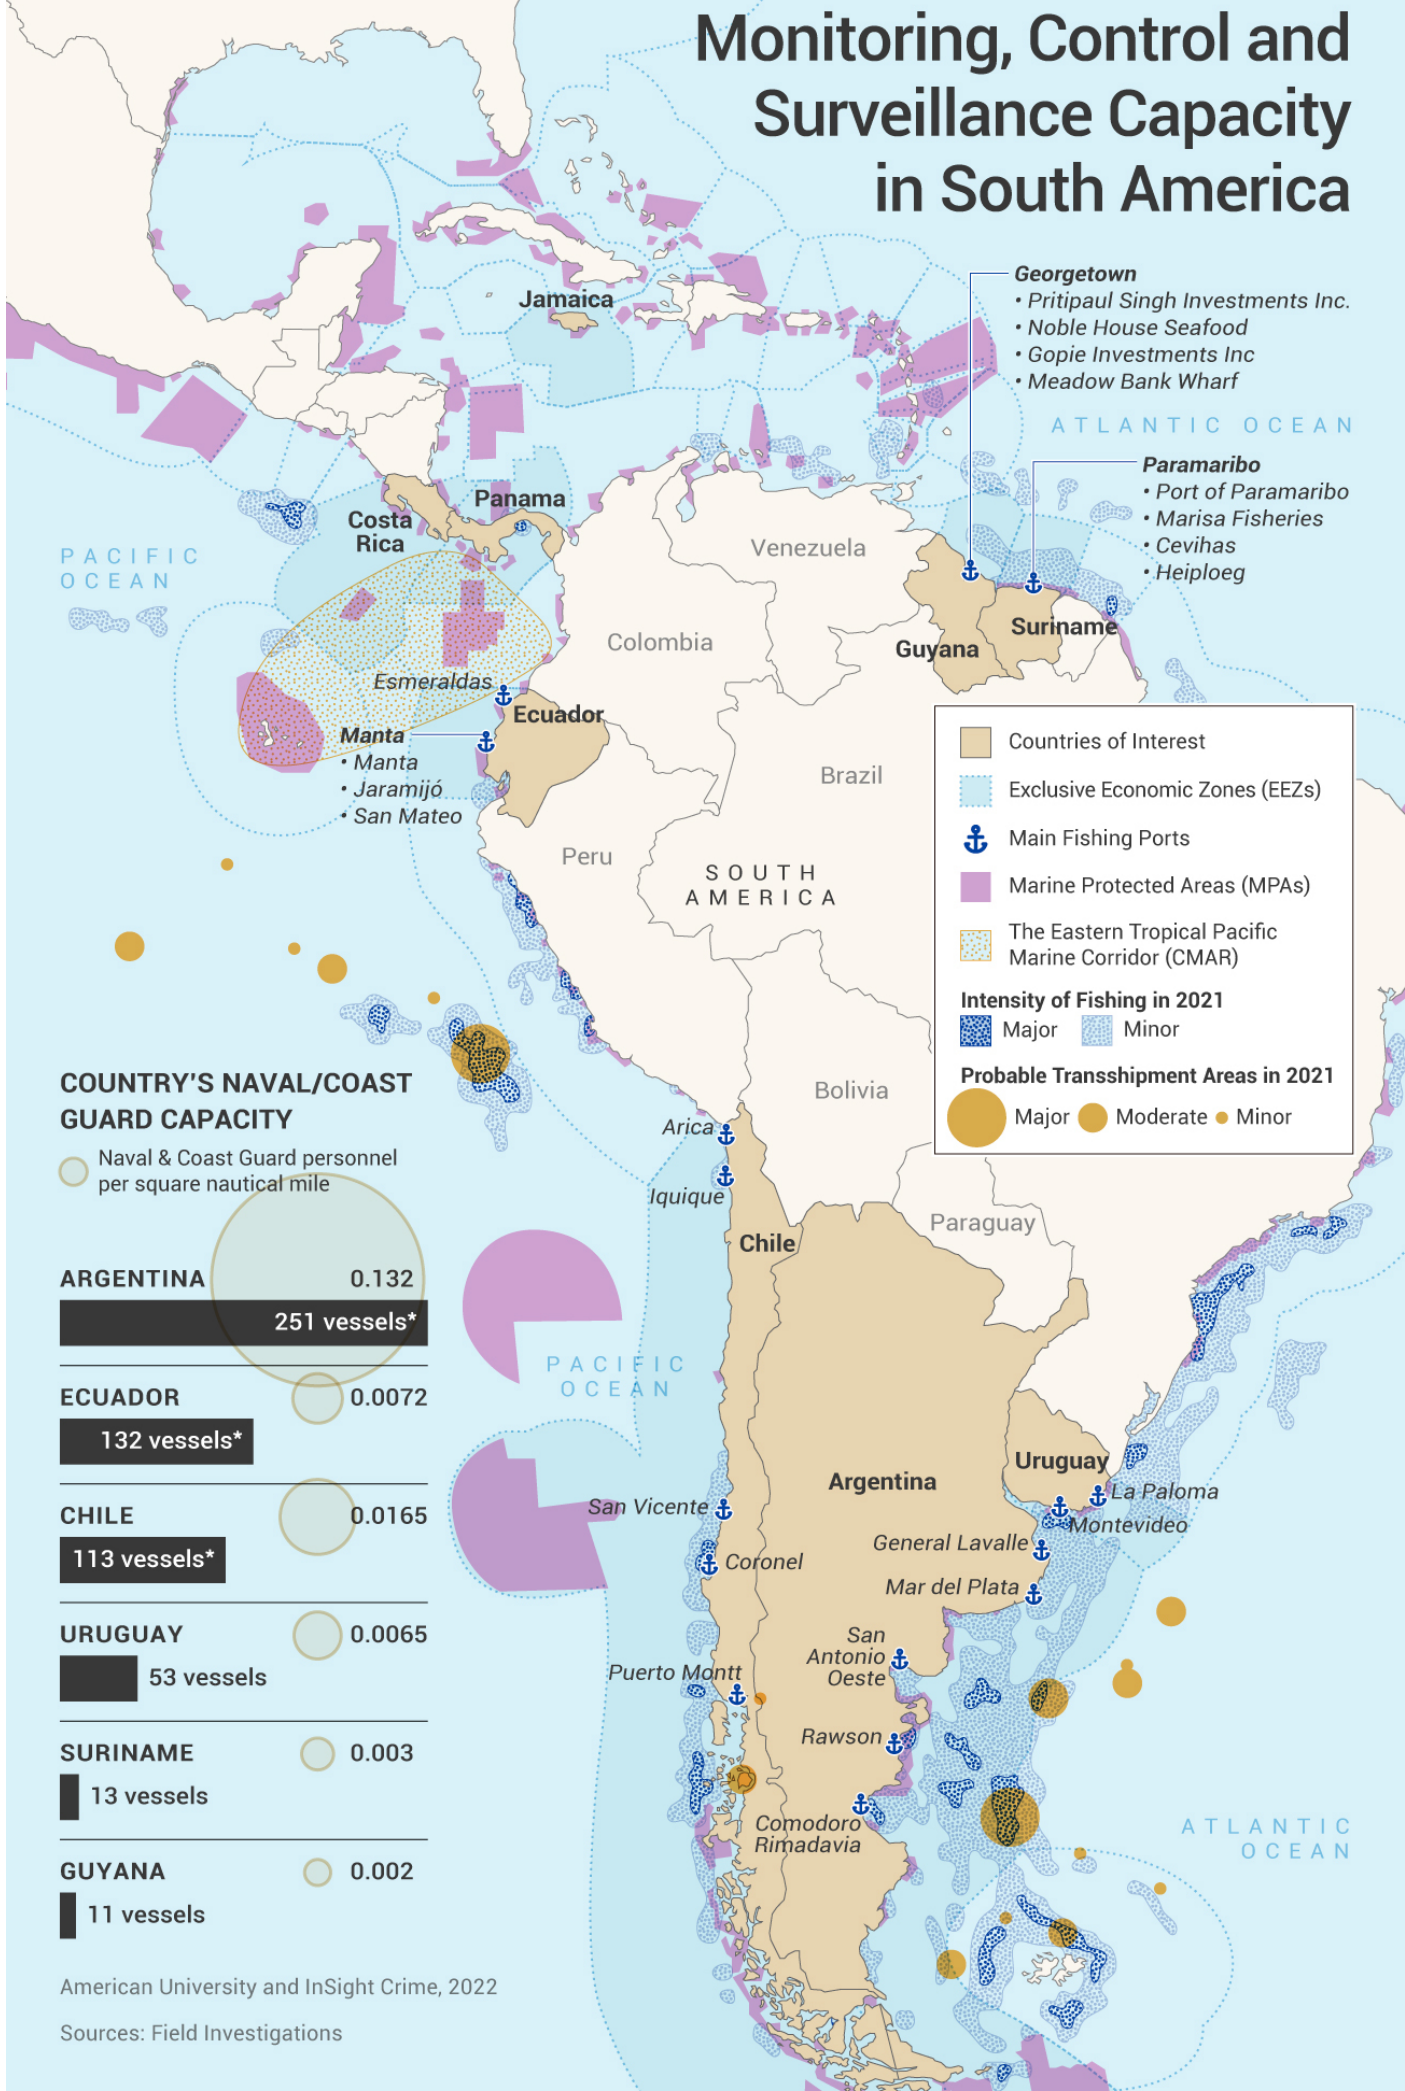 Monitoring, Control and
Surveillance Capacity
in South America
Georgetown
• Pritipaul Singh Investments Inc.
• Noble House Seafood
• Gopie Investments Inc
• Meadow Bank Wharf
Jamaica
ATLANTIC OCEAN
Paramaribo
• Port of Paramaribo
• Marisa Fisheries
• Cevihas
• Heiploeg
Panama
Costa
Rica
PACIFIC
OCEAN
Venezuela
Colombia
Guyana
Suriname
Esmeraldas
Ecuador
Manta
• Manta
• Jaramijó
• San Mateo
Brazil
Peru
SOUTH
AMERICA
Countries of Interest
Exclusive Economic Zones (EEZs)
Main Fishing Ports
Marine Protected Areas (MPAs)
The Eastern Tropical Pacific
Marine Corridor (CMAR)
Intensity of Fishing in 2021
Major Minor
Probable Transshipment Areas in 2021
Major Moderate Minor
Bolivia
Arica
Iquique
Chile
Paraguay
COUNTRY'S NAVAL/COAST
GUARD CAPACITY
Naval & Coast Guard personnel
per square nautical mile
ARGENTINA 0.132
251 vessels*
ECUADOR 0.0072
132 vessels*
CHILE 0.0165
113 vessels*
URUGUAY 0.0065
53 vessels
SURINAME 0.003
13 vessels
GUYANA 0.002
11 vessels
PACIFIC
OCEAN
Argentina
Uruguay
La Paloma
Montevideo
San Vicente
Coronel
General Lavalle
Mar del Plata
San
Antonio
Oeste
Puerto Montt
Rawson
Comodoro
Rimadavia
ATLANTIC
OCEAN
American University and InSight Crime, 2022
Sources: Field Investigations